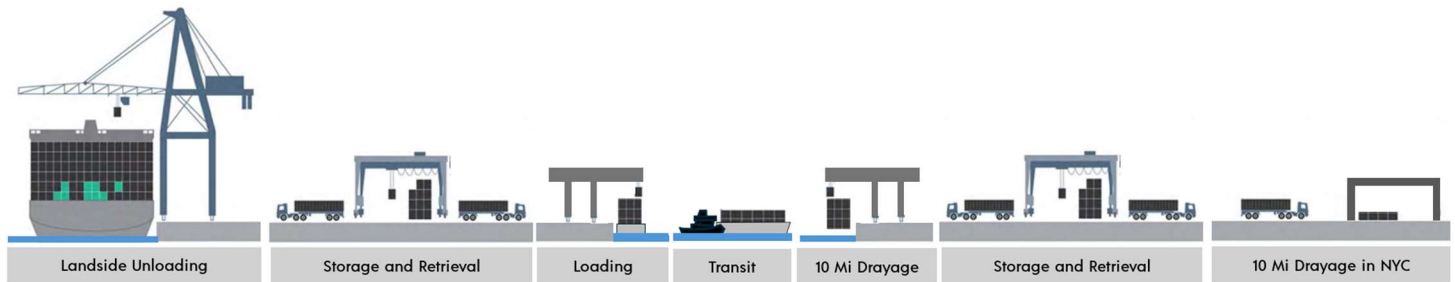 Landside Unloading
Storage and Retrieval
Loading
Transit
10 Mi Drayage
Storage and Retrieval
10 Mi Drayage in NYC